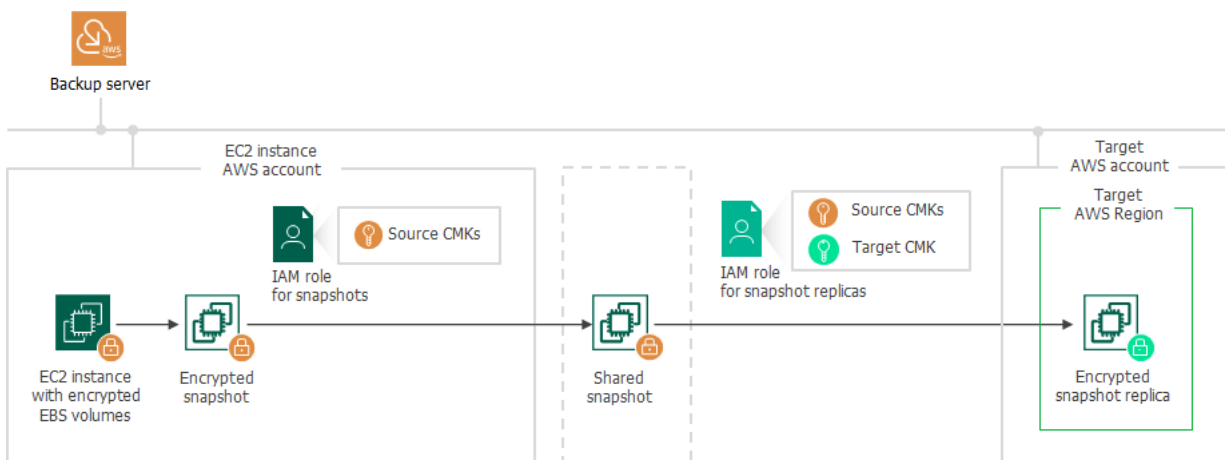 aws
Backup server
EC2 instance
AWS account
Target
AWS account
Target
AWS Region
Source CMKs
IAM role
for snapshots
Source CMKs
Target CMK
IAM role
for snapshot replicas
EC2 instance
with encrypted
EBS volumes
Encrypted
snapshot
Shared
snapshot
Encrypted
snapshot replica